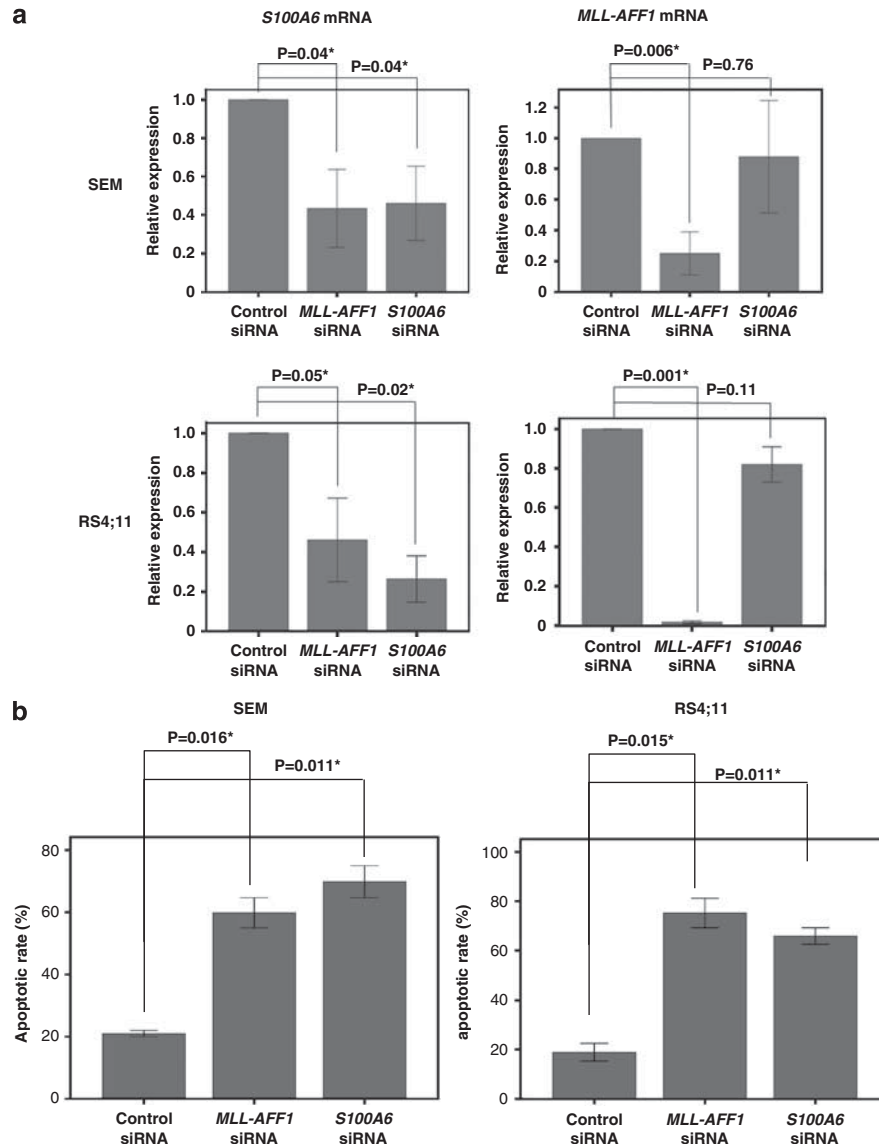 a
S100A6 mRNA
MLL-AFF1 mRNA
P=0.04*
P=0.04*
P=0.006*
P=0.76
SEM
Relative expression
1.0
0.8
0.6
0.4
0.2
0
Control siRNA
MLL-AFF1 siRNA
S100A6 siRNA
Relative expression
1.2
1.0
0.8
0.6
0.4
0.2
0
Control siRNA
MLL-AFF1 siRNA
S100A6 siRNA
P=0.05*
P=0.02*
P=0.001*
P=0.11
RS4;11
Relative expression
1.0
0.8
0.6
0.4
0.2
0
Control siRNA
MLL-AFF1 siRNA
S100A6 siRNA
Relative expression
1.0
0.8
0.6
0.4
0.2
0
Control siRNA
MLL-AFF1 siRNA
S100A6 siRNA
b
SEM
P=0.016*
P=0.011*
Apoptotic rate (%)
80
60
40
20
0
Control siRNA
MLL-AFF1 siRNA
S100A6 siRNA
RS4;11
P=0.015*
P=0.011*
apoptotic rate (%)
100
80
60
40
20
0
Control siRNA
MLL-AFF1 siRNA
S100A6 siRNA